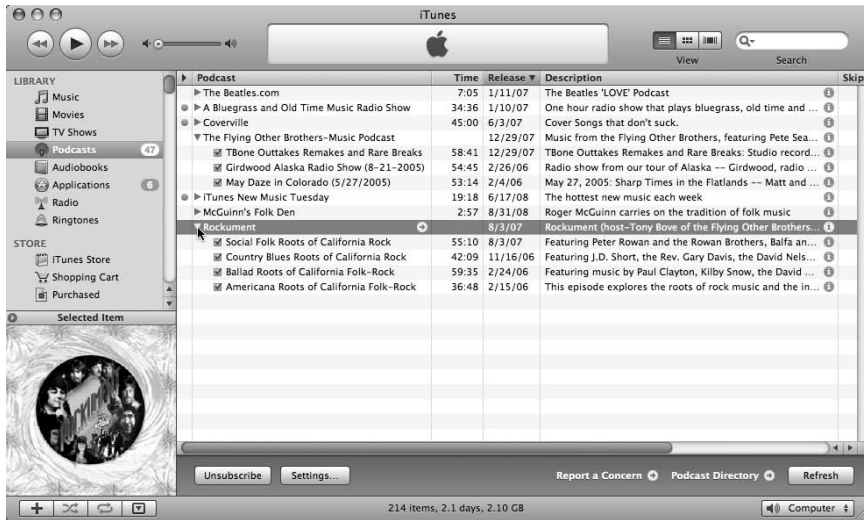 iTunes
View
Search
LIBRARY
Music
Movies
TV Shows
Podcasts 47
Audiobooks
Applications 6
Radio
Ringtones
STORE
iTunes Store
Shopping Cart
Purchased
Selected Item
Podcast Time Release Description Skip
The Beatles.com 7:05 1/11/07 The Beatles 'LOVE' Podcast
A Bluegrass and Old Time Music Radio Show 34:36 1/10/07 One hour radio show that plays bluegrass, old time and ...
Coverville 45:00 6/3/07 Cover Songs that don't suck.
The Flying Other Brothers-Music Podcast 12/29/07 Music from the Flying Other Brothers, featuring Pete Sea...
TBone Outtakes Remakes and Rare Breaks 58:41 12/29/07 TBone Outtakes Remakes and Rare Breaks: Studio record...
Girdwood Alaska Radio Show (8-21-2005) 54:45 2/26/06 Radio show from our tour of Alaska -- Girdwood, radio ...
May Daze in Colorado (5/27/2005) 53:14 2/4/06 May 27, 2005: Sharp Times in the Flatlands -- Matt and ...
iTunes New Music Tuesday 19:18 6/17/08 The hottest new music each week
McGuinn's Folk Den 2:57 8/31/08 Roger McGuinn carries on the tradition of folk music
Rockument 8/3/07 Rockument (host-Tony Bove of the Flying Other Brothers...
Social Folk Roots of California Rock 55:10 8/3/07 Featuring Peter Rowan and the Rowan Brothers, Balfa an...
Country Blues Roots of California Rock 42:09 11/16/06 Featuring J.D. Short, the Rev. Gary Davis, the David Nels...
Ballad Roots of California Folk-Rock 59:35 2/24/06 Featuring music by Paul Clayton, Kilby Snow, the David ...
Americana Roots of California Folk-Rock 36:48 2/15/06 This episode explores the roots of rock music and the in...
Unsubscribe Settings... Report a Concern Podcast Directory Refresh
214 items, 2.1 days, 2.10 GB
Computer